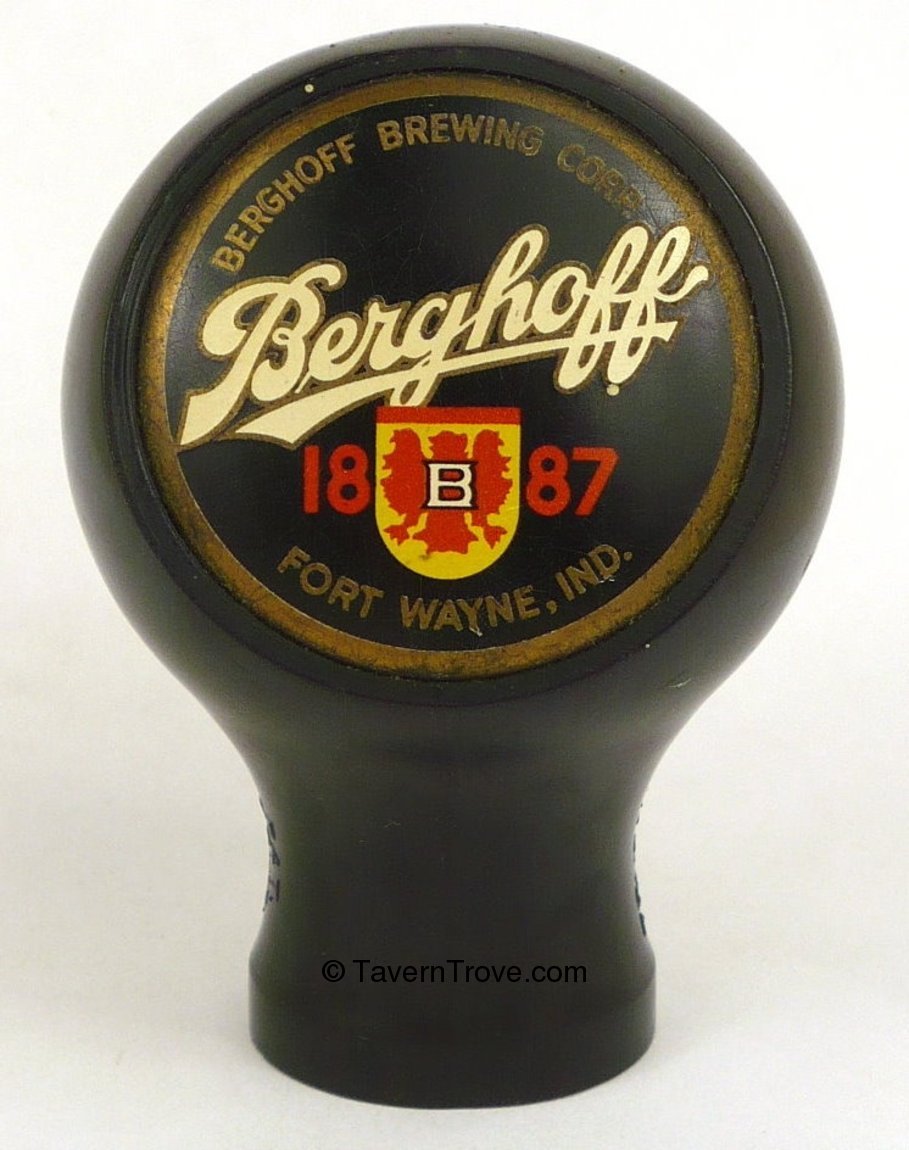 BERGHOFF BREWING CORP.
Berghoff
18 B 87
FORT WAYNE, IND.
© TavernTrove.com